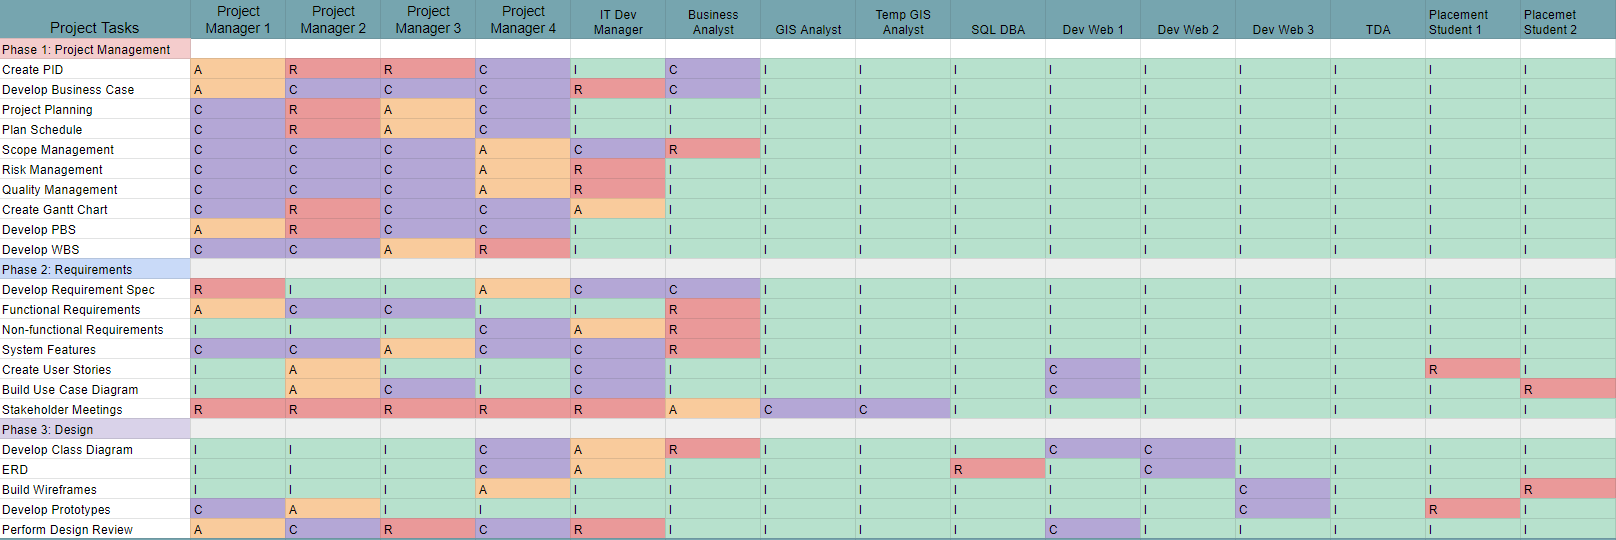 Project Tasks Project Manager 1 Project Manager 2 Project Manager 3 Project Manager 4 IT Dev Manager Business Analyst GIS Analyst Temp GIS Analyst SQL DBA Dev Web 1 Dev Web 2 Dev Web 3 TDA Placement Student 1 Placemet Student 2
Phase 1: Project Management
Create PID A R R C I C I I I I I I I I I
Develop Business Case A C C C R C I I I I I I I I I
Project Planning C R A C I I I I I I I I I I I
Plan Schedule C R A C I I I I I I I I I I I
Scope Management C C C A C R I I I I I I I I I
Risk Management C C C A R I I I I I I I I I I
Quality Management C C C A R I I I I I I I I I I
Create Gantt Chart C R C C A I I I I I I I I I I
Develop PBS A R C C I I I I I I I I I I I
Develop WBS C C A R I I I I I I I I I I I
Phase 2: Requirements
Develop Requirement Spec R I I A C C I I I I I I I I I
Functional Requirements A C C I I R I I I I I I I I I
Non-functional Requirements I I I C A R I I I I I I I I I
System Features C C A C C R I I I I I I I I I
Create User Stories I A I I C I I I I C I I I R I
Build Use Case Diagram I A C I C I I I I C I I I I R
Stakeholder Meetings R R R R R A C C I I I I I I I
Phase 3: Design
Develop Class Diagram I I I C A R I I I C C I I I I
ERD I I I C A I I I R I C I I I I
Build Wireframes I I I A I I I I I I I C I I R
Develop Prototypes C A I I I I I I I I I C I R I
Perform Design Review A C R C R I I I I C I I I I I